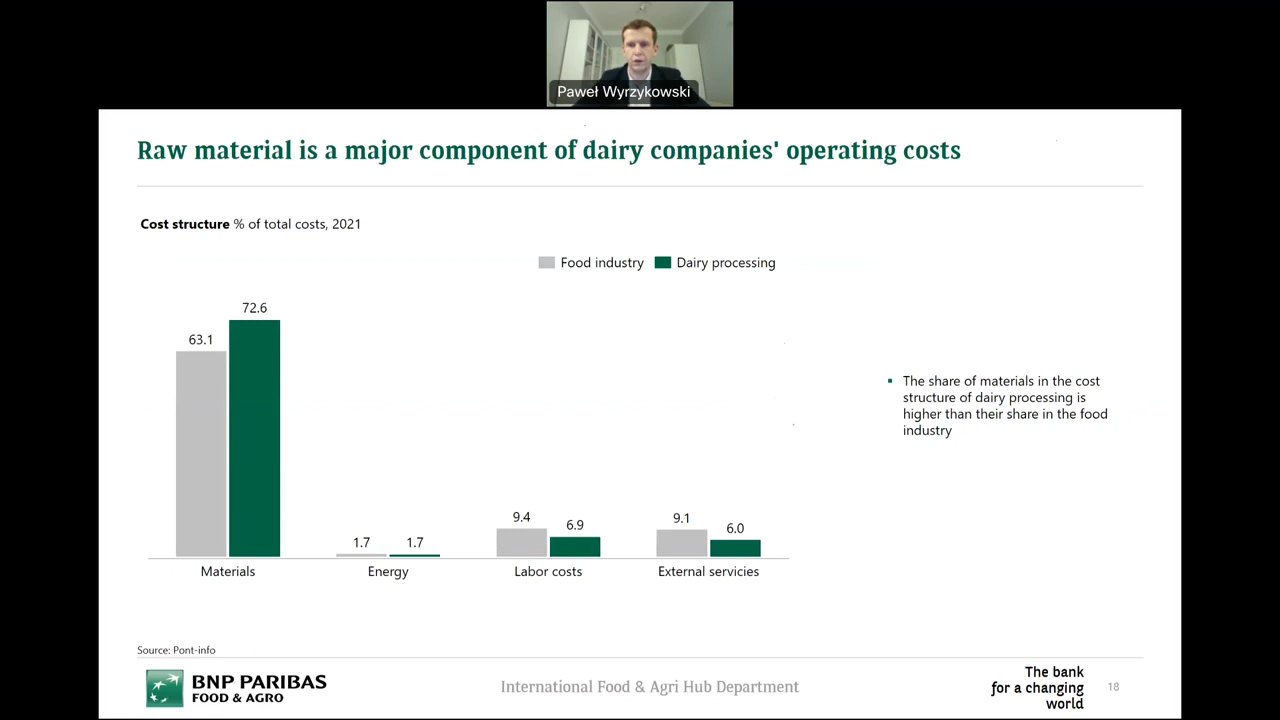 Paweł Wyrzykowski
Raw material is a major component of dairy companies' operating costs
Cost structure % of total costs, 2021
Food industry Dairy processing
72.6
63.1
9.4
9.1
6.9
6.0
1.7 1.7
Materials Energy Labor costs External servicies
The share of materials in the cost
structure of dairy processing is
higher than their share in the food
industry
Source: Pont-info
BNP PARIBAS
FOOD & AGRO
International Food & Agri Hub Department
The bank
for a changing
world
18